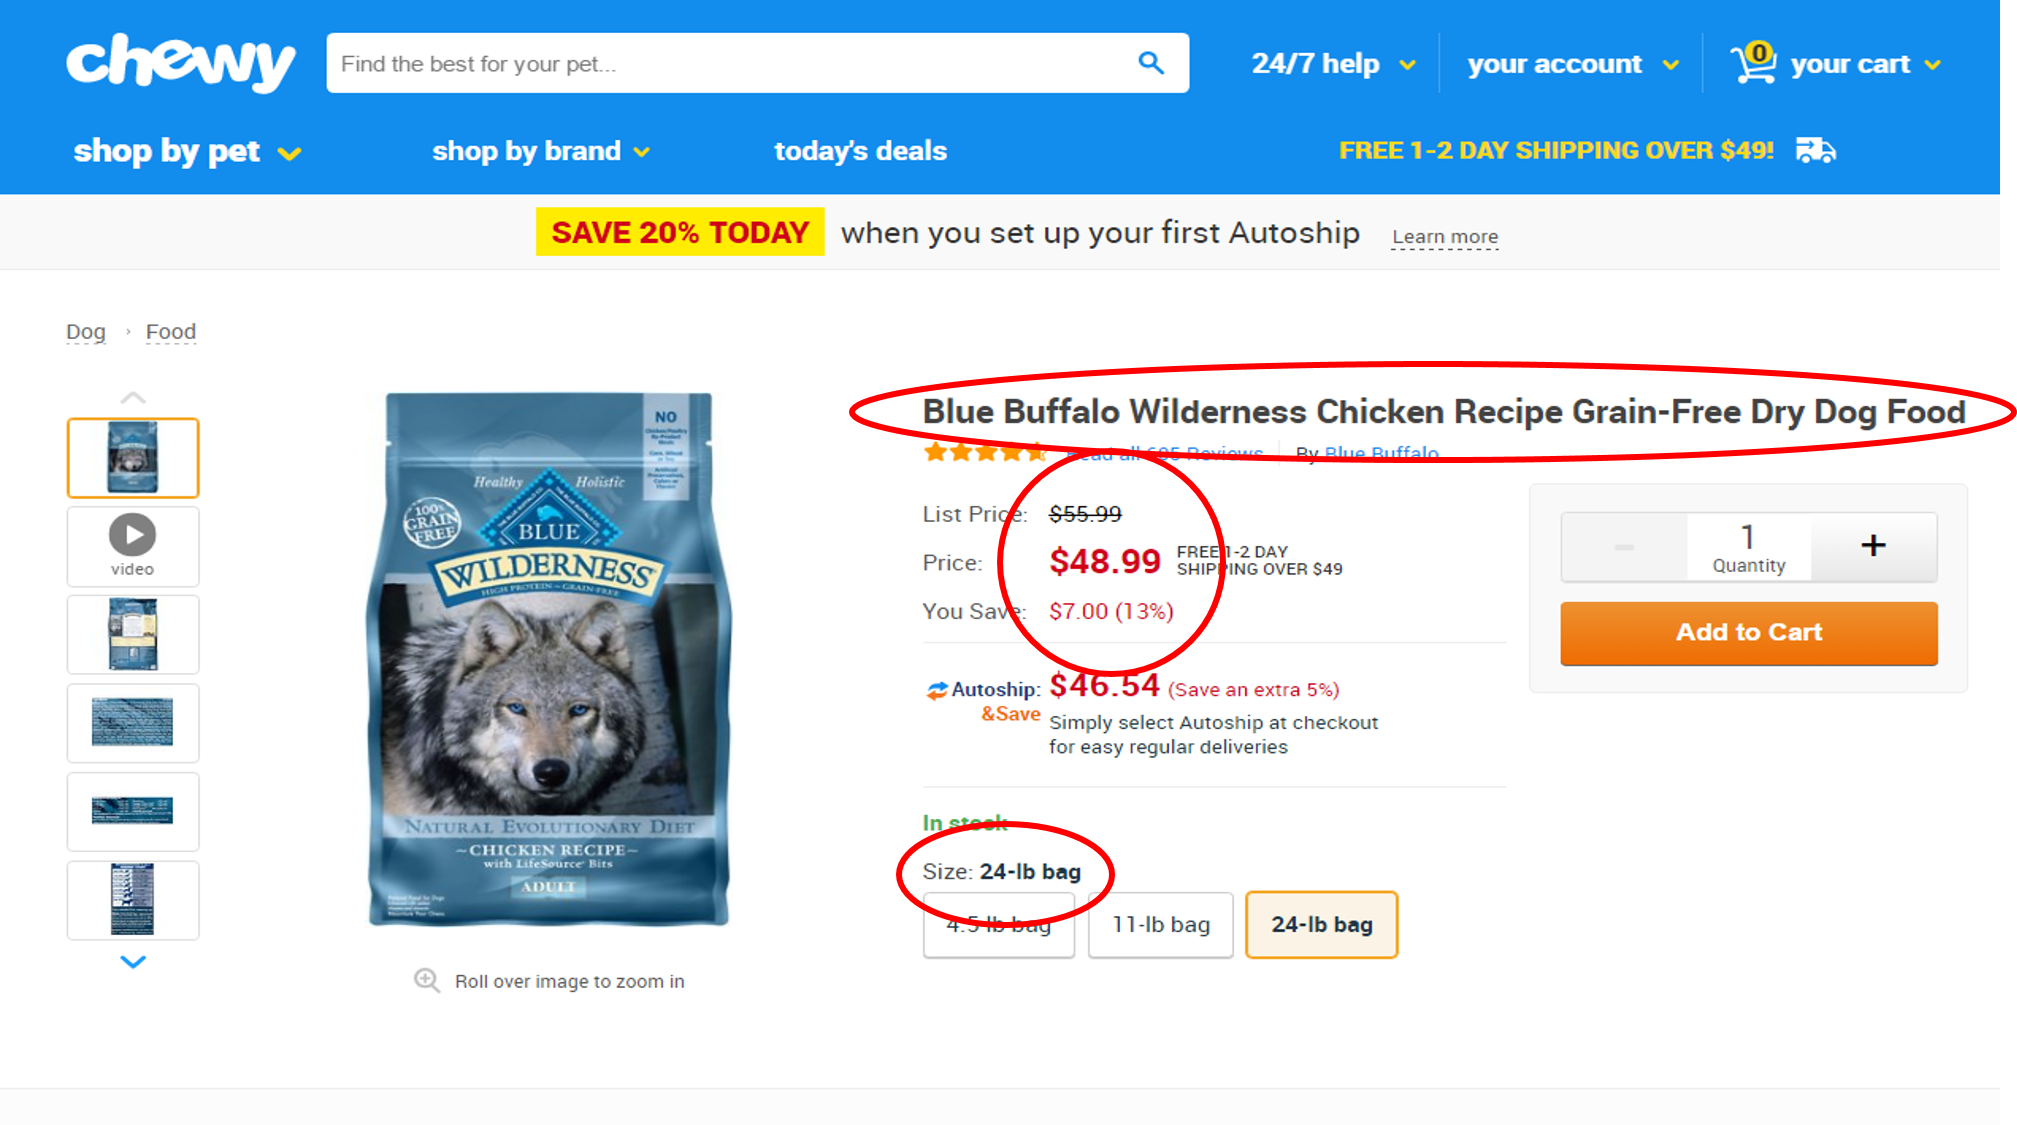 chewy
Find the best for your pet...
24/7 help
your account
0
your cart
shop by pet
shop by brand
today's deals
FREE 1-2 DAY SHIPPING OVER $49!
SAVE 20% TODAY when you set up your first Autoship Learn more
Dog › Food
video
NO
Healthy Holistic
100%
GRAIN
FREE
BLUE
WILDERNESS
HIGH PROTEIN ~ GRAIN-FREE
NATURAL EVOLUTIONARY DIET
~CHICKEN RECIPE~
with LifeSource Bits
ADULT
Roll over image to zoom in
Blue Buffalo Wilderness Chicken Recipe Grain-Free Dry Dog Food
Read all Reviews By Blue Buffalo
List Price: $55.99
Price: $48.99 FREE 1-2 DAY
SHIPPING OVER $49
You Save: $7.00 (13%)
Autoship: $46.54 (Save an extra 5%)
&Save
Simply select Autoship at checkout
for easy regular deliveries
In stock
Size: 24-lb bag
4.5-lb bag
11-lb bag
24-lb bag
1
Quantity
Add to Cart